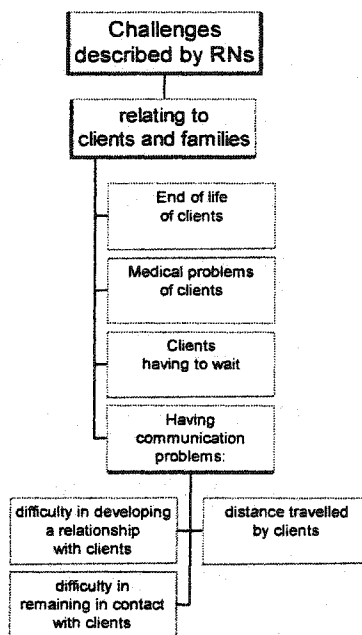 Challenges
described by RNs
relating to
clients and families
End of life
of clients
Medical problems
of clients
Clients
having to wait
Having
communication
problems:
difficulty in developing
a relationship
with clients
distance travelled
by clients
difficulty in
remaining in contact
with clients